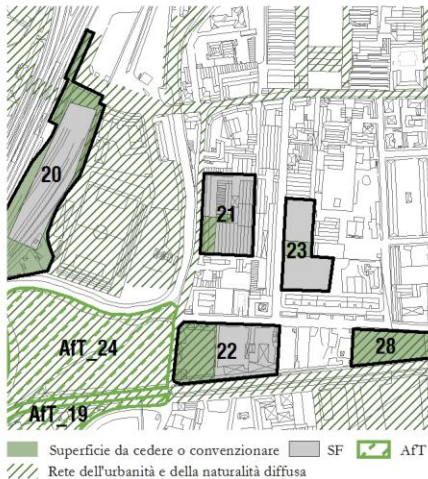 20
21
23
AfT_24
22
28
AfT_19
Superficie da cedere o convenzionare SF AfT
Rete dell'urbanità e della naturalità diffusa